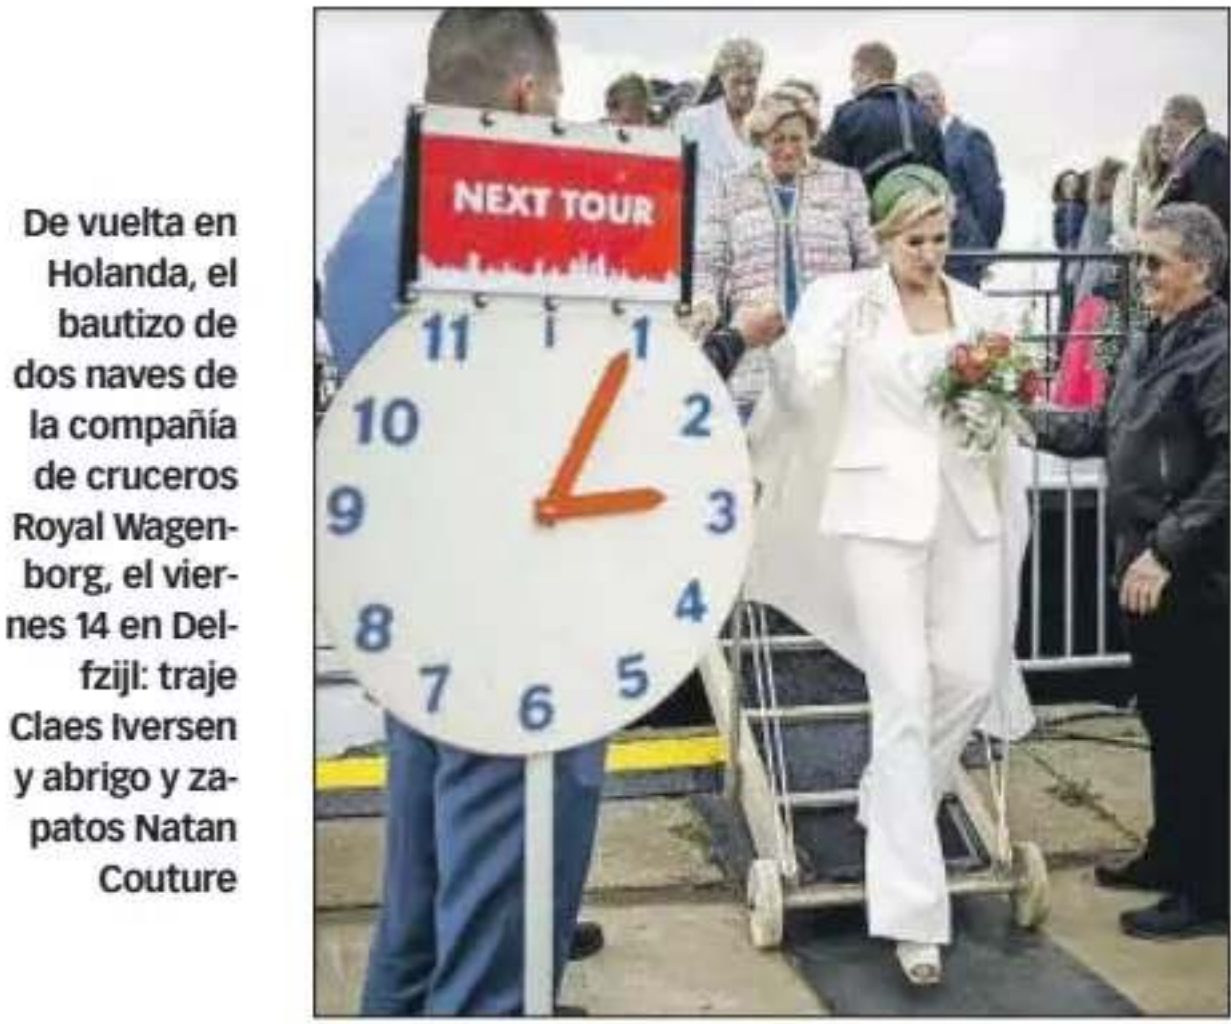 De vuelta en
Holanda, el
bautizo de
dos naves de
la compañía
de cruceros
Royal Wagen-
borg, el vier-
nes 14 en Del-
fzijl: traje
Claes Iversen
y abrigo y za-
patos Natan
Couture
NEXT TOUR
11
1
10
2
9
3
8
4
7
5
6